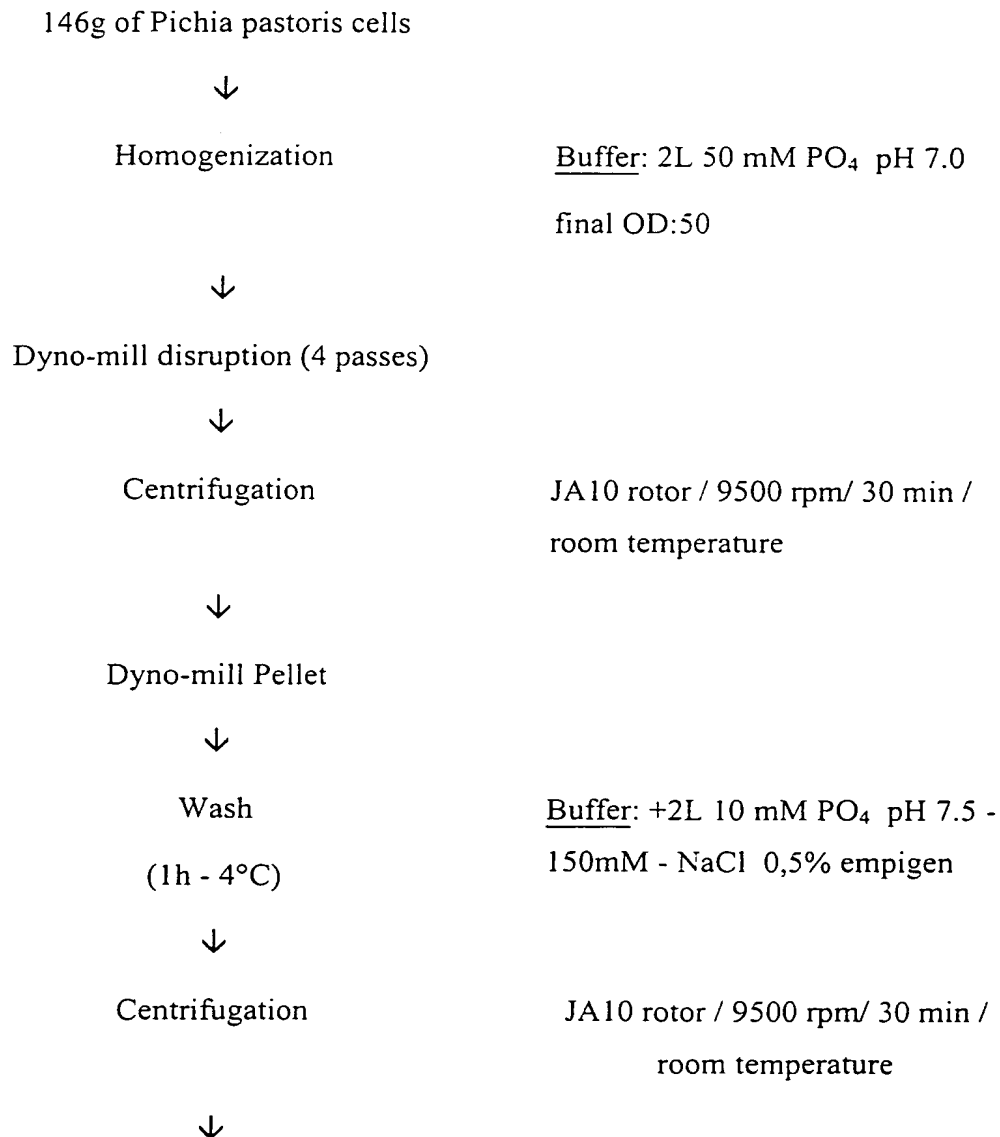 146g of Pichia pastoris cells
↓
Homogenization Buffer: 2L 50 mM PO₄ pH 7.0
final OD:50
↓
Dyno-mill disruption (4 passes)
↓
Centrifugation JA10 rotor / 9500 rpm/ 30 min /
room temperature
↓
Dyno-mill Pellet
↓
Wash Buffer: +2L 10 mM PO₄ pH 7.5 -
(1h - 4°C) 150mM - NaCl 0,5% empigen
↓
Centrifugation JA10 rotor / 9500 rpm/ 30 min /
room temperature
↓